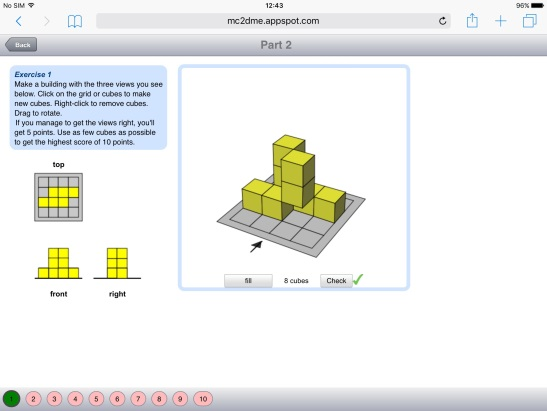 No SIM
12:43
96%
mc2dme.appspot.com
Back
Part 2
Exercise 1
Make a building with the three views you see
below. Click on the grid or cubes to make
new cubes. Right-click to remove cubes.
Drag to rotate.
If you manage to get the views right, you'll
get 5 points. Use as few cubes as possible
to get the highest score of 10 points.
top
front
right
fill
8 cubes
Check
1
2
3
4
5
6
7
8
9
10